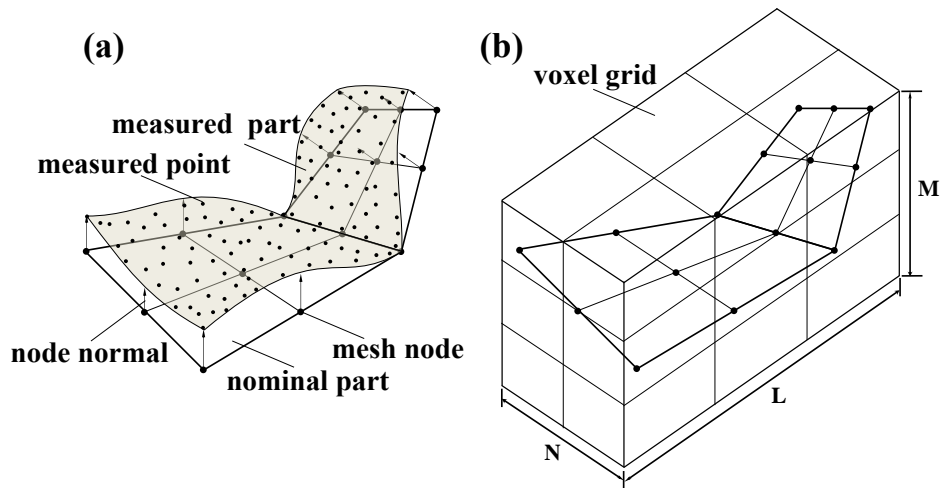 (a)
measured part
measured point
node normal
mesh node
nominal part
(b)
voxel grid
M
L
N